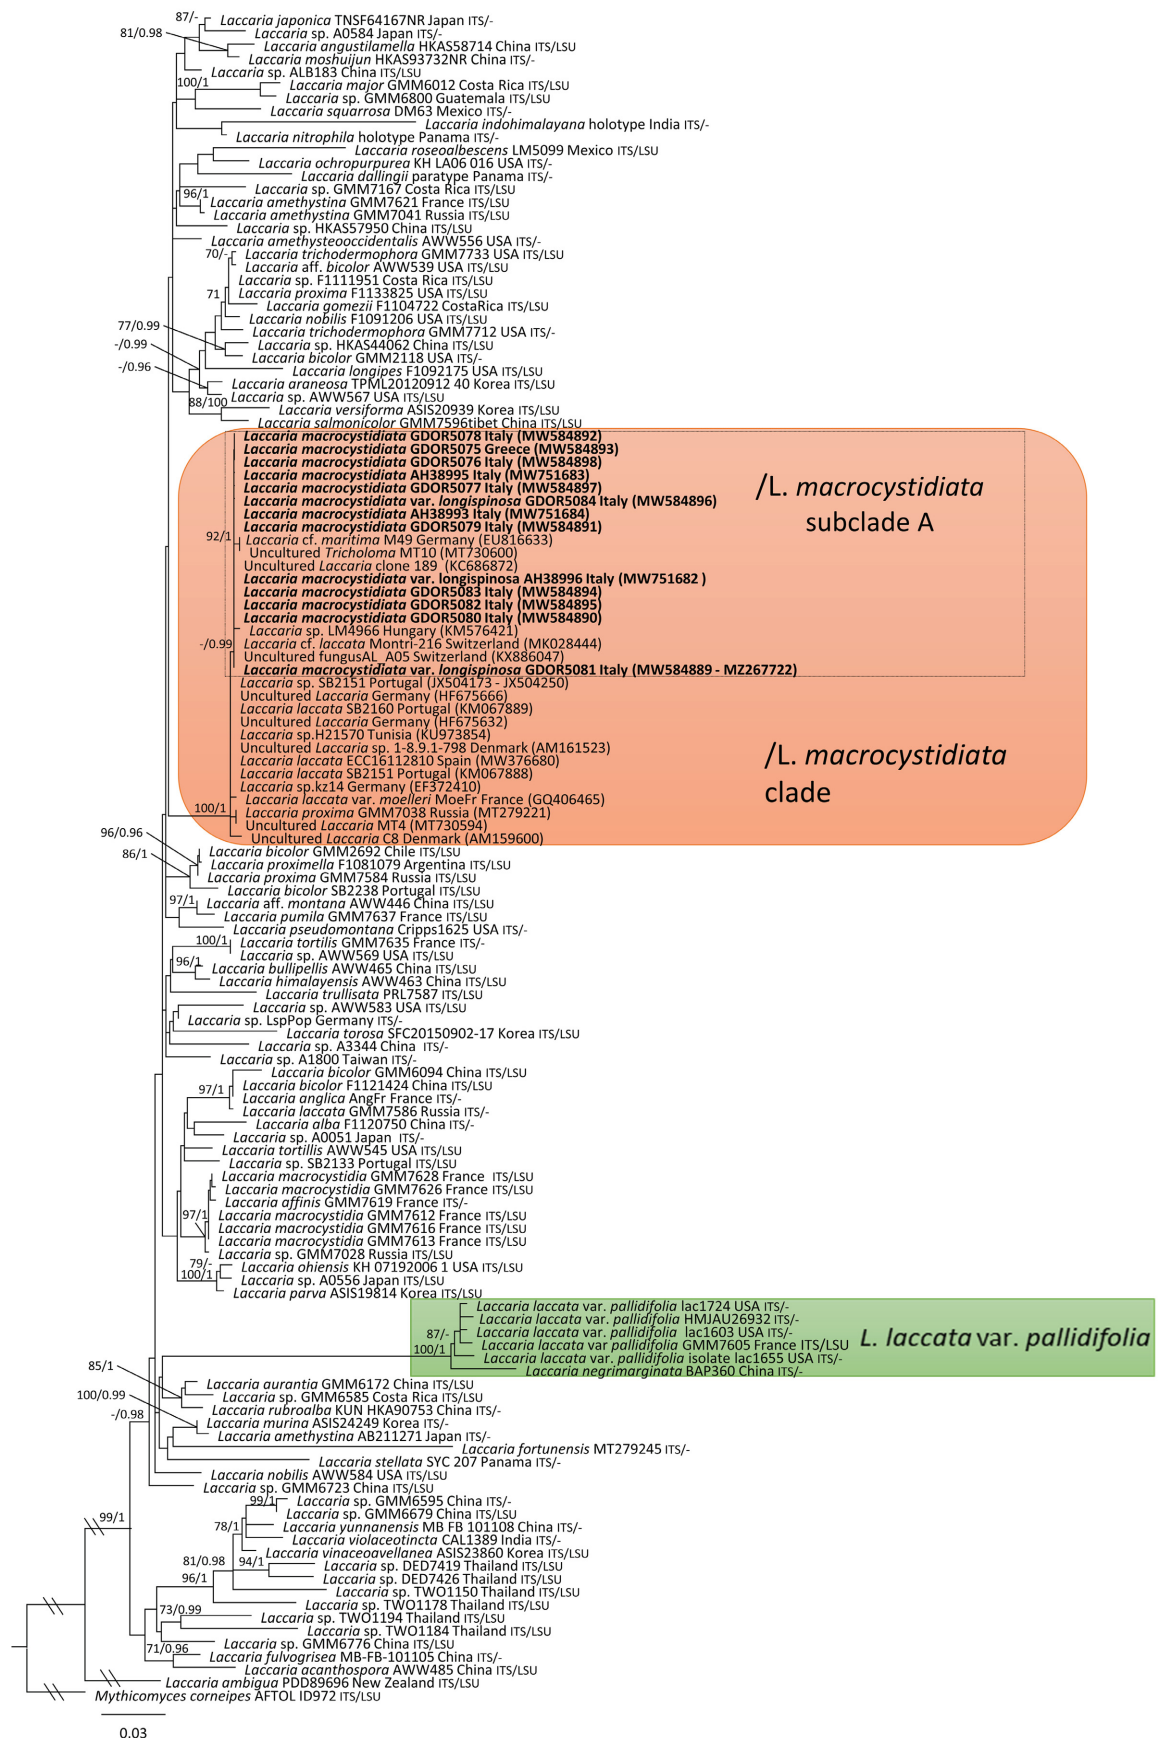 87/-
Laccaria japonica TNSF64167NR Japan ITS/-
Laccaria sp. A0584 Japan ITS/-
81/0.98
Laccaria angustilamella HKAS58714 China ITS/LSU
Laccaria moshuijun HKAS93732NR China ITS/-
Laccaria sp. ALB183 China ITS/LSU
100/1
Laccaria major GMM6012 Costa Rica ITS/LSU
Laccaria sp. GMM6800 Guatemala ITS/LSU
Laccaria squarrosa DM63 Mexico ITS/-
Laccaria indohimalayana holotype India ITS/-
Laccaria nitrophila holotype Panama ITS/-
Laccaria roseoalbescens LM5099 Mexico ITS/LSU
Laccaria ochropurpurea KH LA06 016 USA ITS/-
Laccaria dallingii paratype Panama ITS/-
Laccaria sp. GMM7167 Costa Rica ITS/LSU
96/1
Laccaria amethystina GMM7621 France ITS/LSU
Laccaria amethystina GMM7041 Russia ITS/LSU
Laccaria sp. HKAS57950 China ITS/LSU
Laccaria amethysteooccidentalis AWW556 USA ITS/-
70/-
Laccaria trichodermophora GMM7733 USA ITS/LSU
Laccaria aff. bicolor AWW539 USA ITS/LSU
Laccaria sp. F1111951 Costa Rica ITS/LSU
71
Laccaria proxima F1133825 USA ITS/LSU
Laccaria gomezii F1104722 CostaRica ITS/LSU
Laccaria nobilis F1091206 USA ITS/LSU
77/0.99
Laccaria trichodermophora GMM7712 USA ITS/-
-/0.99
Laccaria sp. HKAS44062 China ITS/LSU
Laccaria bicolor GMM2118 USA ITS/-
-/0.96
Laccaria longipes F1092175 USA ITS/LSU
Laccaria araneosa TPML20120912 40 Korea ITS/LSU
Laccaria sp. AWW567 USA ITS/LSU
88/100
Laccaria versiforma ASIS20939 Korea ITS/LSU
Laccaria salmonicolor GMM7596tibet China ITS/LSU
Laccaria macrocystidiata GDOR5078 Italy (MW584892)
Laccaria macrocystidiata GDOR5075 Greece (MW584893)
Laccaria macrocystidiata GDOR5076 Italy (MW584898)
Laccaria macrocystidiata AH38995 Italy (MW751683)
Laccaria macrocystidiata GDOR5077 Italy (MW584897)
Laccaria macrocystidiata var. longispinosa GDOR5084 Italy (MW584896)
Laccaria macrocystidiata AH38993 Italy (MW751684)
Laccaria macrocystidiata GDOR5079 Italy (MW584891)
/L. macrocystidiata
subclade A
92/1
Laccaria cf. maritima M49 Germany (EU816633)
Uncultured Tricholoma MT10 (MT730600)
Uncultured Laccaria clone 189 (KC686872)
Laccaria macrocystidiata var. longispinosa AH38996 Italy (MW751682 )
Laccaria macrocystidiata GDOR5083 Italy (MW584894)
Laccaria macrocystidiata GDOR5082 Italy (MW584895)
Laccaria macrocystidiata GDOR5080 Italy (MW584890)
Laccaria sp. LM4966 Hungary (KM576421)
-/0.99
Laccaria cf. laccata Montri-216 Switzerland (MK028444)
Uncultured fungusAL_A05 Switzerland (KX886047)
Laccaria macrocystidiata var. longispinosa GDOR5081 Italy (MW584889 - MZ267722)
Laccaria sp. SB2151 Portugal (JX504173 - JX504250)
Uncultured Laccaria Germany (HF675666)
Laccaria laccata SB2160 Portugal (KM067889)
Uncultured Laccaria Germany (HF675632)
Laccaria sp.H21570 Tunisia (KU973854)
Uncultured Laccaria sp. 1-8.9.1-798 Denmark (AM161523)
Laccaria laccata ECC16112810 Spain (MW376680)
Laccaria laccata SB2151 Portugal (KM067888)
Laccaria sp.kz14 Germany (EF372410)
/L. macrocystidiata
clade
Laccaria laccata var. moelleri MoeFr France (GQ406465)
100/1
Laccaria proxima GMM7038 Russia (MT279221)
Uncultured Laccaria MT4 (MT730594)
Uncultured Laccaria C8 Denmark (AM159600)
96/0.96
Laccaria bicolor GMM2692 Chile ITS/LSU
86/1
Laccaria proximella F1081079 Argentina ITS/LSU
Laccaria proxima GMM7584 Russia ITS/LSU
Laccaria bicolor SB2238 Portugal ITS/LSU
97/1
Laccaria aff. montana AWW446 China ITS/LSU
Laccaria pumila GMM7637 France ITS/LSU
Laccaria pseudomontana Cripps1625 USA ITS/-
100/1
Laccaria tortilis GMM7635 France ITS/-
Laccaria sp. AWW569 USA ITS/LSU
96/1
Laccaria bullipellis AWW465 China ITS/LSU
Laccaria himalayensis AWW463 China ITS/LSU
Laccaria trullisata PRL7587 ITS/LSU
Laccaria sp. AWW583 USA ITS/LSU
Laccaria sp. LspPop Germany ITS/-
Laccaria torosa SFC20150902-17 Korea ITS/LSU
Laccaria sp. A3344 China ITS/-
Laccaria sp. A1800 Taiwan ITS/-
Laccaria bicolor GMM6094 China ITS/LSU
97/1
Laccaria bicolor F1121424 China ITS/LSU
Laccaria anglica AngFr France ITS/-
Laccaria laccata GMM7586 Russia ITS/-
Laccaria alba F1120750 China ITS/-
Laccaria sp. A0051 Japan ITS/-
Laccaria tortillis AWW545 USA ITS/LSU
Laccaria sp. SB2133 Portugal ITS/LSU
Laccaria macrocystidia GMM7628 France ITS/LSU
Laccaria macrocystidia GMM7626 France ITS/LSU
Laccaria affinis GMM7619 France ITS/-
97/1
Laccaria macrocystidia GMM7612 France ITS/LSU
Laccaria macrocystidia GMM7616 France ITS/LSU
Laccaria macrocystidia GMM7613 France ITS/LSU
Laccaria sp. GMM7028 Russia ITS/LSU
79/-
Laccaria ohiensis KH 07192006 1 USA ITS/LSU
100/1
Laccaria sp. A0556 Japan ITS/LSU
Laccaria parva ASIS19814 Korea ITS/LSU
Laccaria laccata var. pallidifolia lac1724 USA ITS/-
Laccaria laccata var. pallidifolia HMJAU26932 ITS/-
87/-
Laccaria laccata var. pallidifolia lac1603 USA ITS/-
100/1
Laccaria laccata var pallidifolia GMM7605 France ITS/LSU
L. laccata var. pallidifolia
Laccaria laccata var. pallidifolia isolate lac1655 USA ITS/-
Laccaria negrimarginata BAP360 China ITS/-
85/1
Laccaria aurantia GMM6172 China ITS/LSU
100/0.99
Laccaria sp. GMM6585 Costa Rica ITS/LSU
Laccaria rubroalba KUN HKA90753 China ITS/-
-/0.98
Laccaria murina ASIS24249 Korea ITS/-
Laccaria amethystina AB211271 Japan ITS/-
Laccaria fortunensis MT279245 ITS/-
Laccaria stellata SYC 207 Panama ITS/-
Laccaria nobilis AWW584 USA ITS/LSU
Laccaria sp. GMM6723 China ITS/LSU
99/1
Laccaria sp. GMM6595 China ITS/-
Laccaria sp. GMM6679 China ITS/LSU
99/1
78/1
Laccaria yunnanensis MB FB 101108 China ITS/-
Laccaria violaceotincta CAL1389 India ITS/-
Laccaria vinaceoavellanea ASIS23860 Korea ITS/LSU
81/0.98
94/1
Laccaria sp. DED7419 Thailand ITS/LSU
96/1
Laccaria sp. DED7426 Thailand ITS/LSU
Laccaria sp. TWO1150 Thailand ITS/LSU
Laccaria sp. TWO1178 Thailand ITS/LSU
73/0.99
Laccaria sp. TWO1194 Thailand ITS/LSU
Laccaria sp. TWO1184 Thailand ITS/LSU
Laccaria sp. GMM6776 China ITS/LSU
71/0.96
Laccaria fulvogrisea MB-FB-101105 China ITS/-
Laccaria acanthospora AWW485 China ITS/LSU
Laccaria ambigua PDD89696 New Zealand ITS/LSU
Mythicomyces corneipes AFTOL ID972 ITS/LSU
0.03